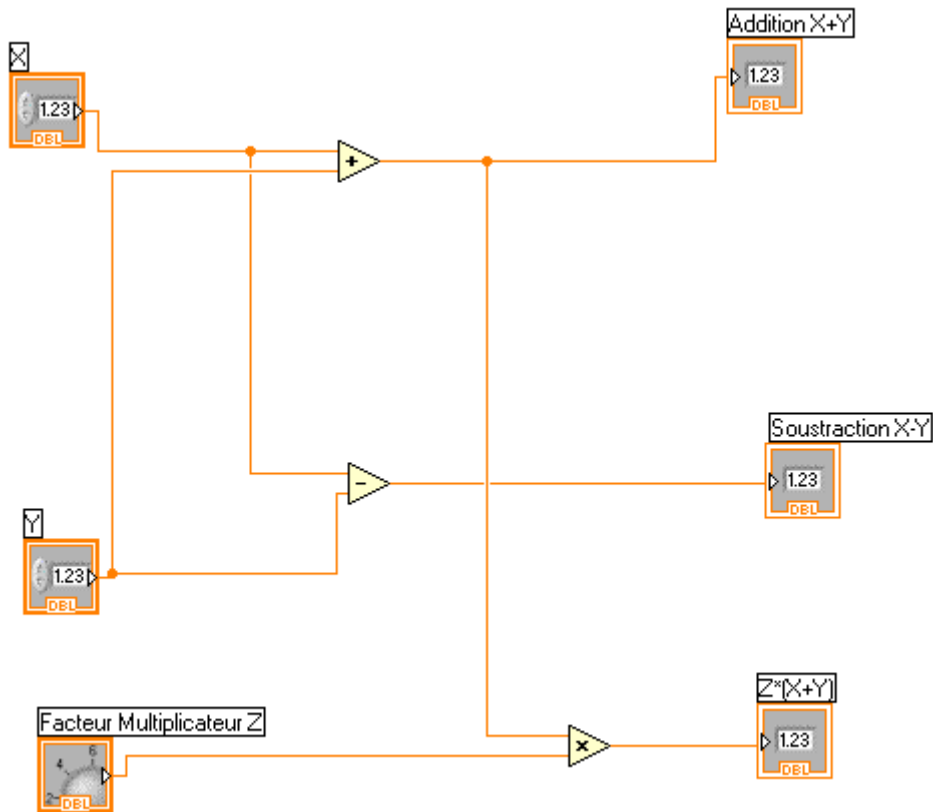 Addition X+Y
X
1.23
DBL
1.23
DBL
+
Soustraction X-Y
-
1.23
DBL
Y
1.23
DBL
Z*(X+Y)
Facteur Multiplicateur Z
x
1.23
DBL
2
4
6
DBL